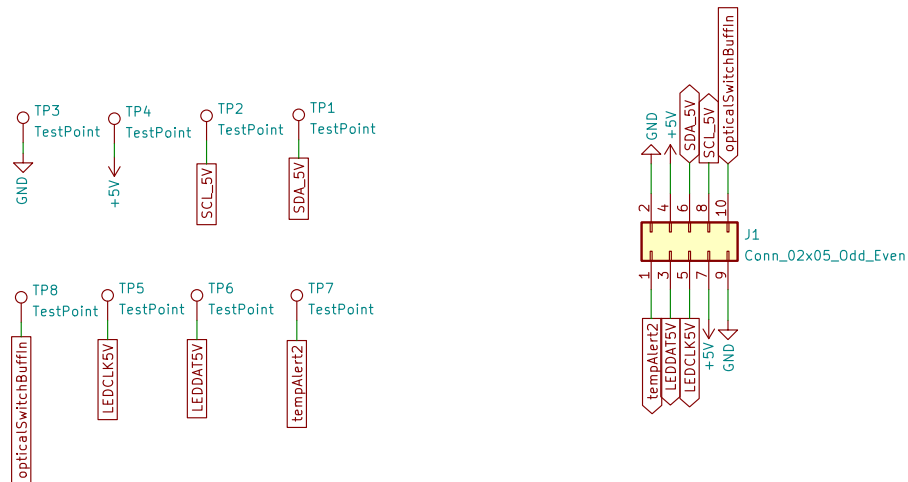 TP3
TestPoint
GND
TP4
TestPoint
+5V
TP2
TestPoint
SCL_5V
TP1
TestPoint
SDA_5V
TP8
TestPoint
opticalSwitchBuffIn
TP5
TestPoint
LEDCLK5V
TP6
TestPoint
LEDDAT5V
TP7
TestPoint
tempAlert2
GND
+5V
SDA_5V
SCL_5V
opticalSwitchBuffIn
2
4
6
8
10
J1
Conn_02x05_Odd_Even
1
3
5
7
9
tempAlert2
LEDDAT5V
LEDCLK5V
+5V
GND